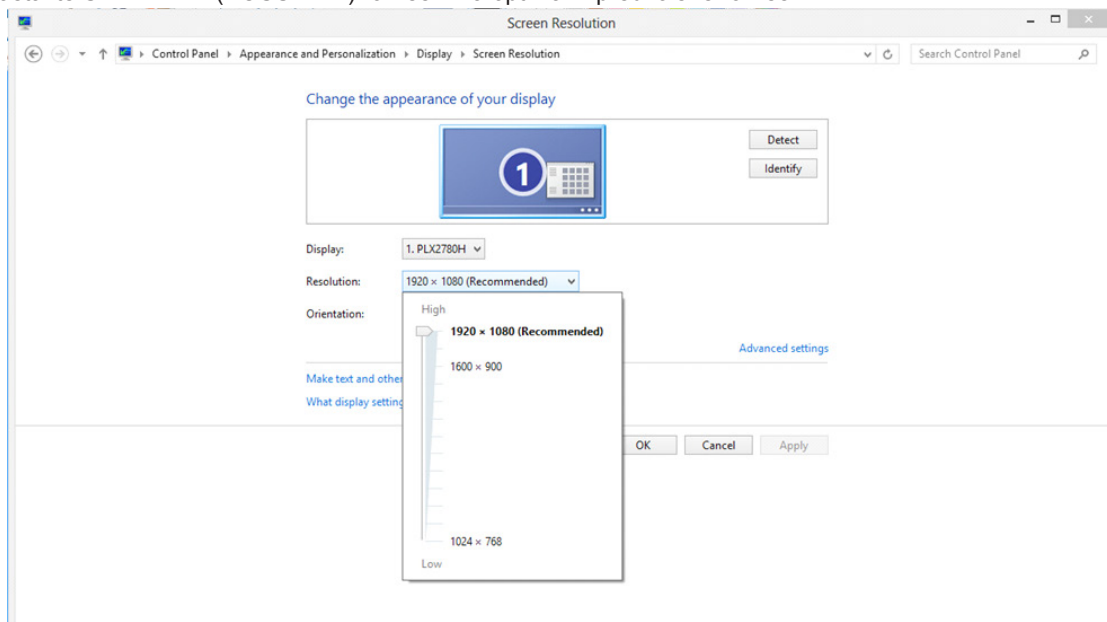 Screen Resolution
Control Panel Appearance and Personalization Display Screen Resolution
Search Control Panel
Change the appearance of your display
1
Detect
Identify
Display: 1. PLX2780H
Resolution: 1920 × 1080 (Recommended)
Orientation:
High
1920 × 1080 (Recommended)
1600 × 900
1024 × 768
Low
Advanced settings
Make text and other
What display setting
OK Cancel Apply